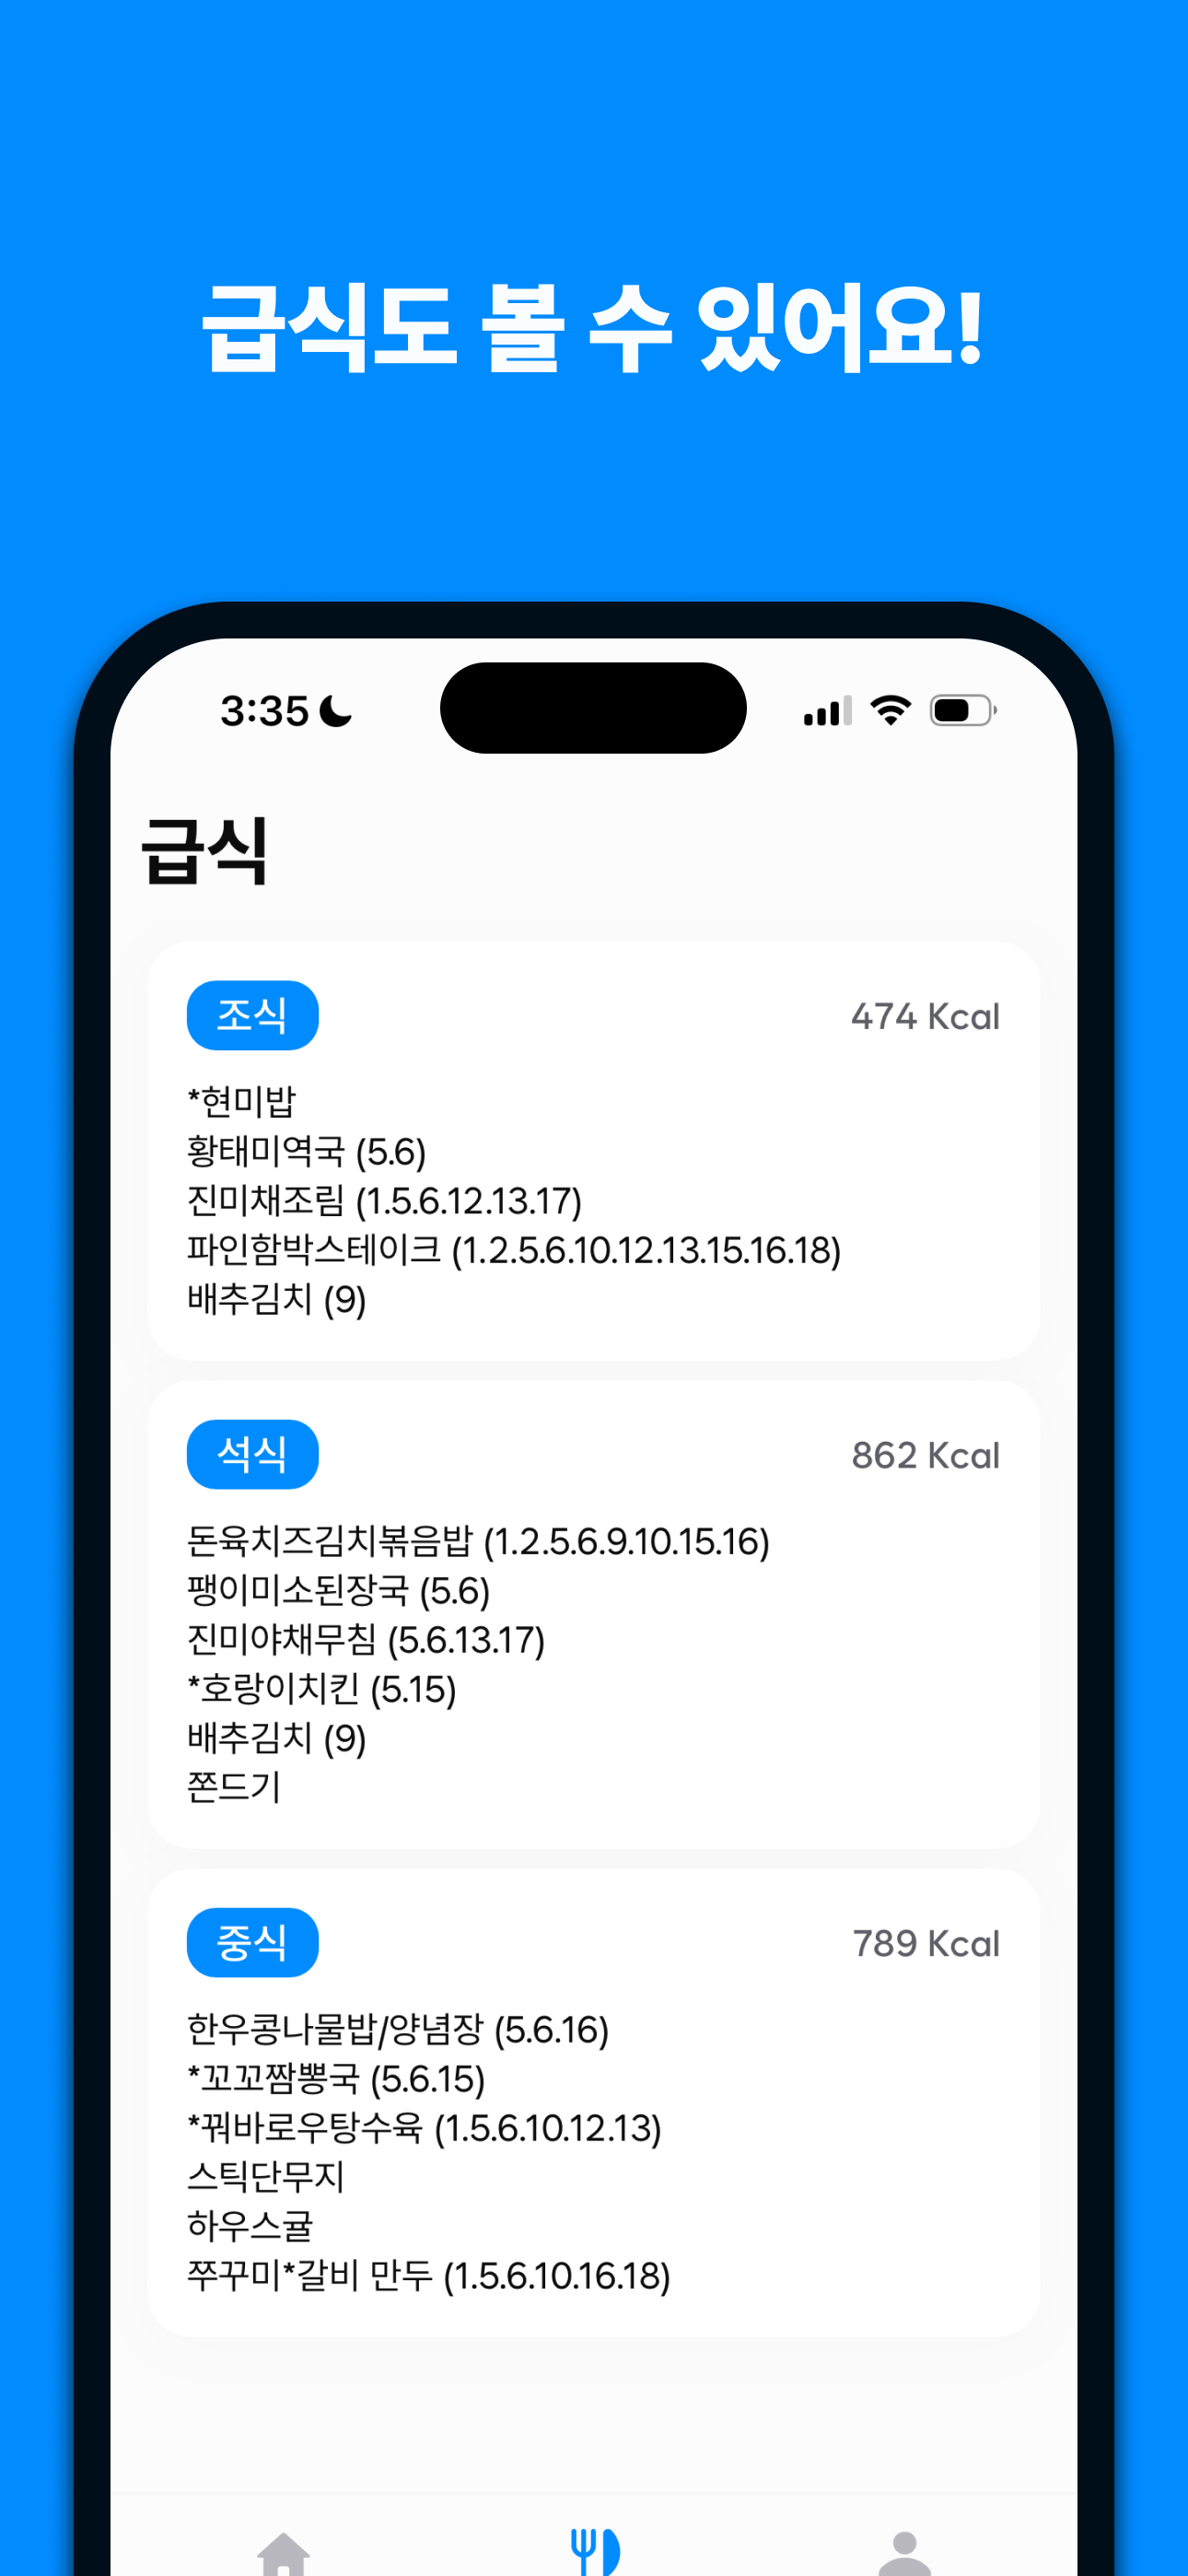 급식도 볼 수 있어요!
3:35
급식
조식
474 Kcal
*현미밥
황태미역국 (5.6)
진미채조림 (1.5.6.12.13.17)
파인함박스테이크 (1.2.5.6.10.12.13.15.16.18)
배추김치 (9)
석식
862 Kcal
돈육치즈김치볶음밥 (1.2.5.6.9.10.15.16)
팽이미소된장국 (5.6)
진미야채무침 (5.6.13.17)
*호랑이치킨 (5.15)
배추김치 (9)
쫀드기
중식
789 Kcal
한우콩나물밥/양념장 (5.6.16)
*꼬꼬짬뽕국 (5.6.15)
*꿔바로우탕수육 (1.5.6.10.12.13)
스틱단무지
하우스귤
쭈꾸미*갈비 만두 (1.5.6.10.16.18)